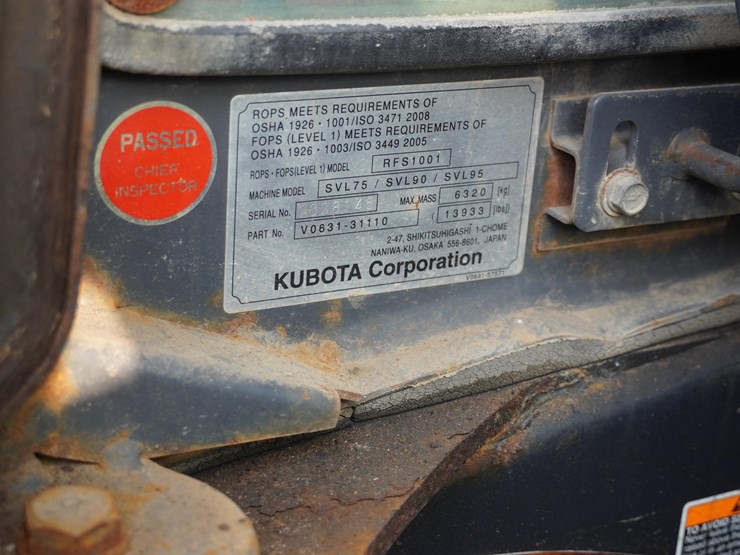 PASSED
CHIEF
INSPECTOR
ROPS MEETS REQUIREMENTS OF
OSHA 1926・1001/ISO 3471 2008
FOPS (LEVEL 1) MEETS REQUIREMENTS OF
OSHA 1926・1003/ISO 3449 2005
ROPS・FOPS(LEVEL 1) MODEL RFS1001
MACHINE MODEL SVL75 / SVL90 / SVL95
SERIAL No. MAX.MASS 6320 [kg]
PART No. V0631-31110 (13933 [lbs])
2-47, SHIKITSUHIGASHI 1-CHOME
NANIWA-KU, OSAKA 556-8601, JAPAN
KUBOTA Corporation
TO AVOID